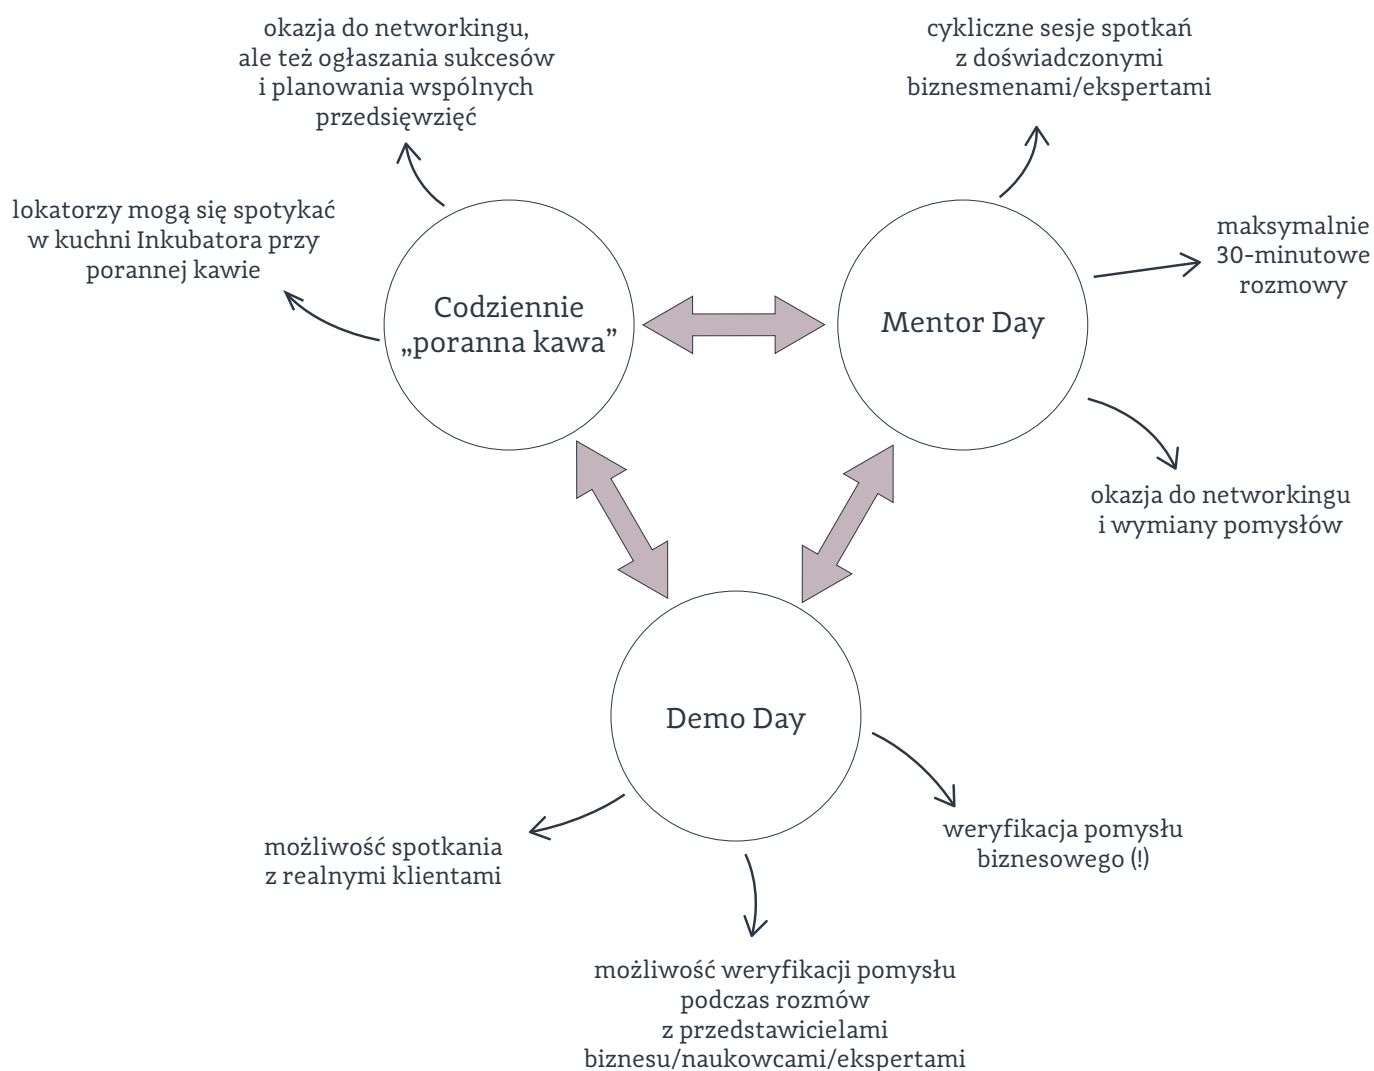 okazja do networkingu,
ale też ogłaszania sukcesów
i planowania wspólnych
przedsięwzięć
cykliczne sesje spotkań
z doświadczonymi
biznesmenami/ekspertami
lokatorzy mogą się spotykać
w kuchni Inkubatora przy
porannej kawie
maksymalnie
30-minutowe
rozmowy
Codziennie
„poranna kawa”
Mentor Day
okazja do networkingu
i wymiany pomysłów
Demo Day
możliwość spotkania
z realnymi klientami
weryfikacja pomysłu
biznesowego (!)
możliwość weryfikacji pomysłu
podczas rozmów
z przedstawicielami
biznesu/naukowcami/ekspertami